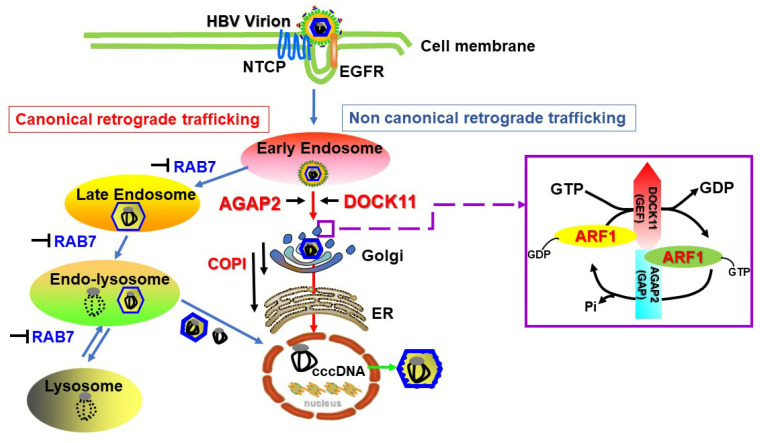 HBV Virion
Cell membrane
NTCP
EGFR
Canonical retrograde trafficking
Non canonical retrograde trafficking
Early Endosome
RAB7
Late Endosome
AGAP2
DOCK11
RAB7
Golgi
COPI
Endo-lysosome
ER
RAB7
cccDNA
Lysosome
nucleus
GTP
GDP
DOCK11
(GEF)
ARF1
GDP
ARF1
GTP
AGAP2
(GAP)
Pi